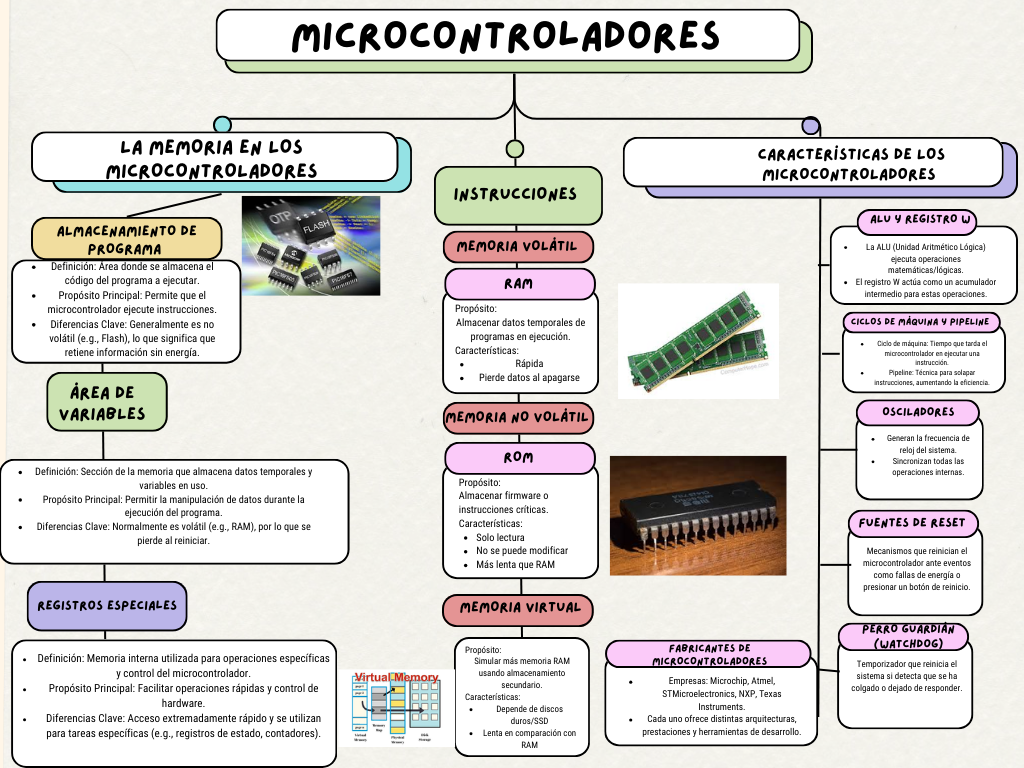 MICROCONTROLADORES
LA MEMORIA EN LOS
MICROCONTROLADORES
ALMACENAMIENTO DE
PROGRAMA
• Definición: Área donde se almacena el
código del programa a ejecutar.
• Propósito Principal: Permite que el
microcontrolador ejecute instrucciones.
• Diferencias Clave: Generalmente es no
volátil (e.g., Flash), lo que significa que
retiene información sin energía.
OTP
FLASH
ÁREA DE
VARIABLES
• Definición: Sección de la memoria que almacena datos temporales y
variables en uso.
• Propósito Principal: Permitir la manipulación de datos durante la
ejecución del programa.
• Diferencias Clave: Normalmente es volátil (e.g., RAM), por lo que se
pierde al reiniciar.
REGISTROS ESPECIALES
• Definición: Memoria interna utilizada para operaciones específicas
y control del microcontrolador.
• Propósito Principal: Facilitar operaciones rápidas y control de
hardware.
• Diferencias Clave: Acceso extremadamente rápido y se utilizan
para tareas específicas (e.g., registros de estado, contadores).
Virtual Memory
INSTRUCCIONES
MEMORIA VOLÁTIL
RAM
Propósito:
Almacenar datos temporales de
programas en ejecución.
Características:
• Rápida
• Pierde datos al apagarse
MEMORIA NO VOLÁTIL
ROM
Propósito:
Almacenar firmware o
instrucciones críticas.
Características:
• Solo lectura
• No se puede modificar
• Más lenta que RAM
MEMORIA VIRTUAL
Propósito:
Simular más memoria RAM
usando almacenamiento
secundario.
Características:
• Depende de discos
duros/SSD
• Lenta en comparación con
RAM
CARACTERÍSTICAS DE LOS
MICROCONTROLADORES
ALU Y REGISTRO W
• La ALU (Unidad Aritmético Lógica)
ejecuta operaciones
matemáticas/lógicas.
• El registro W actúa como un acumulador
intermedio para estas operaciones.
CICLOS DE MÁQUINA Y PIPELINE
• Ciclo de máquina: Tiempo que tarda el
microcontrolador en ejecutar una
instrucción.
• Pipeline: Técnica para solapar
instrucciones, aumentando la eficiencia.
OSCILADORES
• Generan la frecuencia de
reloj del sistema.
• Sincronizan todas las
operaciones internas.
FUENTES DE RESET
Mecanismos que reinician el
microcontrolador ante eventos
como fallas de energía o
presionar un botón de reinicio.
PERRO GUARDIÁN
(WATCHDOG)
Temporizador que reinicia el
sistema si detecta que se ha
colgado o dejado de responder.
FABRICANTES DE
MICROCONTROLADORES
• Empresas: Microchip, Atmel,
STMicroelectronics, NXP, Texas
Instruments.
• Cada uno ofrece distintas arquitecturas,
prestaciones y herramientas de desarrollo.